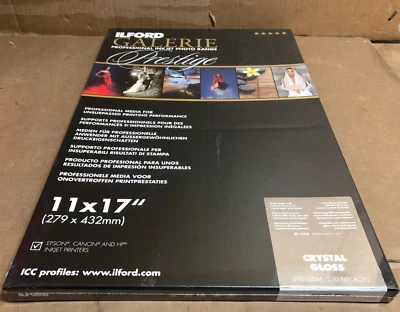 ILFORD
GALERIE
PROFESSIONAL INKJET PHOTO RANGE
Prestige
PROFESSIONAL MEDIA FOR
UNSURPASSED PRINTING PERFORMANCE
SUPPORTS PROFESSIONNELS POUR DES
PERFORMANCES D'IMPRESSION INÉGALÉES
MEDIEN FÜR PROFESSIONELLE
ANWENDER MIT AUSSERGEWÖHNLICHEN
DRUCKEIGENSCHAFTEN
SUPPORTO PROFESSIONALE PER
INSUPERABILI RISULTATI DI STAMPA
PRODUCTO PROFESIONAL PARA UNOS
RESULTADOS DE IMPRESIÓN INSUPERABLES
PROFESSIONELE MEDIA VOOR
ONOVERTROFFEN PRINTPRESTATIES
11x17"
(279 x 432mm)
EPSON®, CANON® AND HP®
INKJET PRINTERS
ICC profiles: www.ilford.com
CRYSTAL
GLOSS
ILFORD